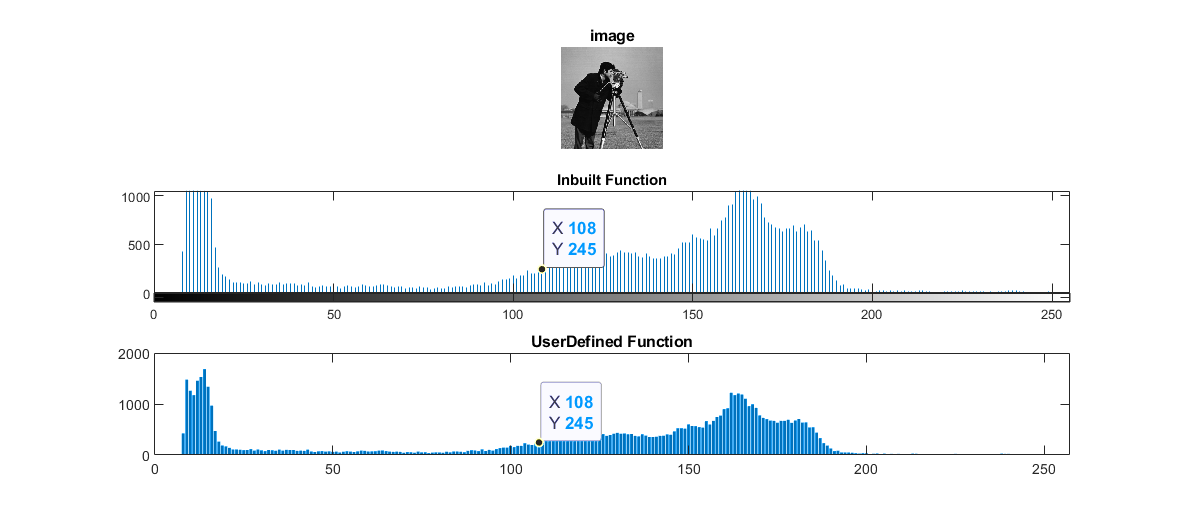 image
Inbuilt Function
1000
500
0
X 108
Y 245
0 50 100 150 200 250
UserDefined Function
2000
1000
0
X 108
Y 245
0 50 100 150 200 250